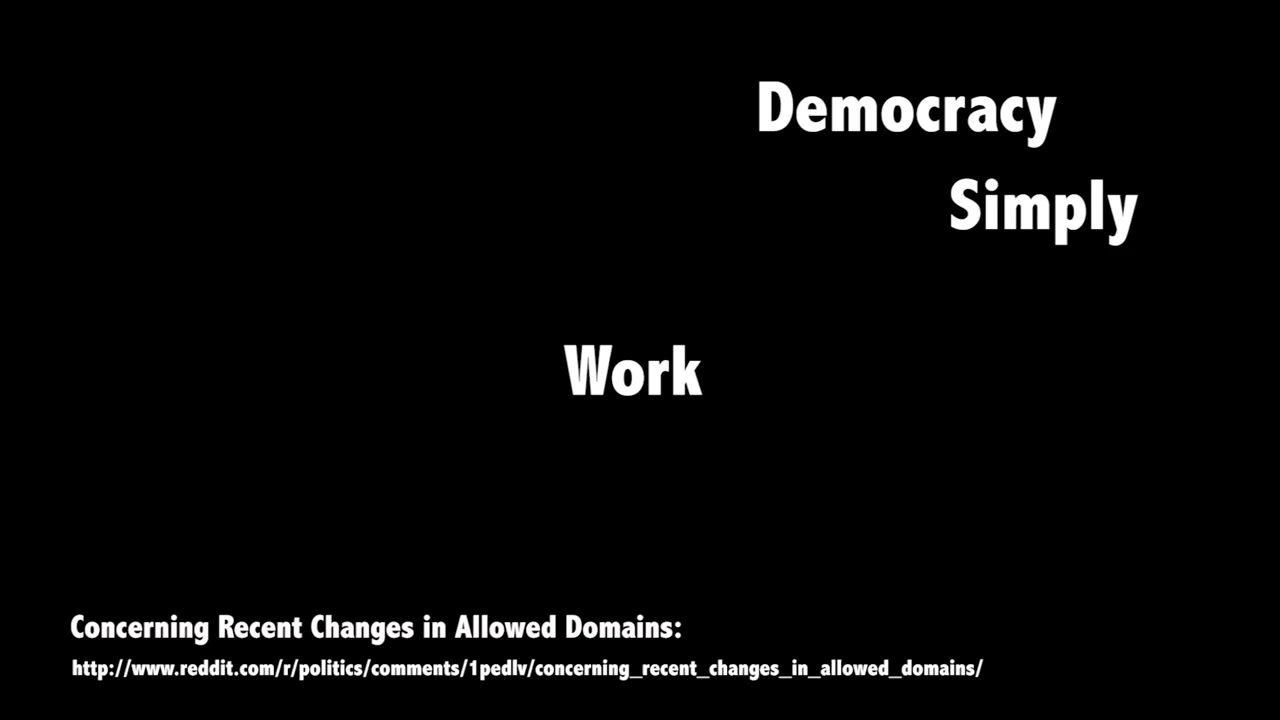 Democracy
Simply
Work
Concerning Recent Changes in Allowed Domains:
http://www.reddit.com/r/politics/comments/1pedlv/concerning_recent_changes_in_allowed_domains/